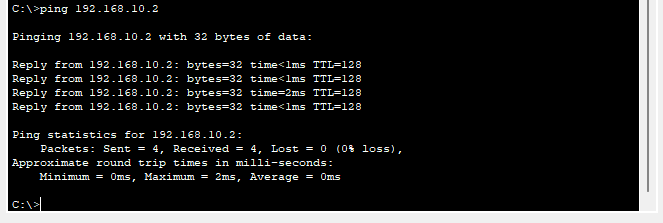 C:\>ping 192.168.10.2
Pinging 192.168.10.2 with 32 bytes of data:
Reply from 192.168.10.2: bytes=32 time<1ms TTL=128
Reply from 192.168.10.2: bytes=32 time<1ms TTL=128
Reply from 192.168.10.2: bytes=32 time=2ms TTL=128
Reply from 192.168.10.2: bytes=32 time<1ms TTL=128
Ping statistics for 192.168.10.2:
    Packets: Sent = 4, Received = 4, Lost = 0 (0% loss),
Approximate round trip times in milli-seconds:
    Minimum = 0ms, Maximum = 2ms, Average = 0ms
C:\>